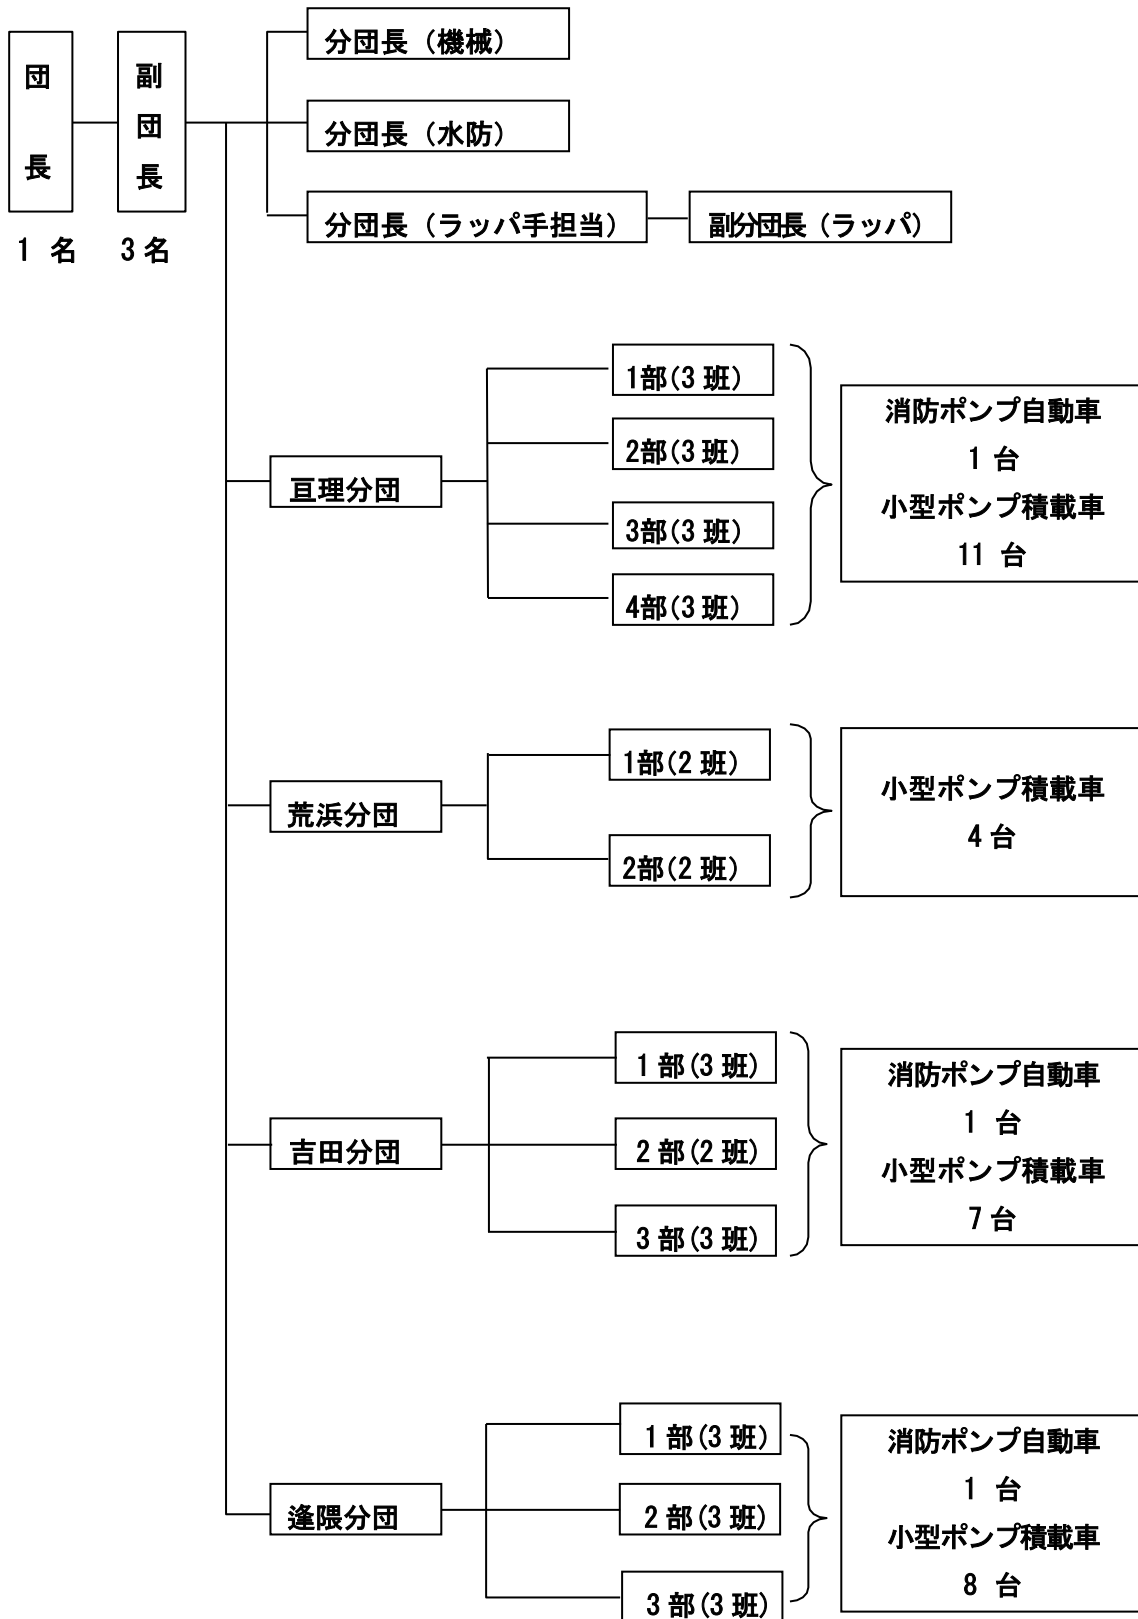 団長
1 名
副団長
3 名
分団長（機械）
分団長（水防）
分団長（ラッパ手担当）
副分団長（ラッパ）
亘理分団
1部(3 班)
2部(3 班)
3部(3 班)
4部(3 班)
消防ポンプ自動車
1 台
小型ポンプ積載車
11 台
荒浜分団
1部(2 班)
2部(2 班)
小型ポンプ積載車
4 台
吉田分団
1 部(3 班)
2 部(2 班)
3 部(3 班)
消防ポンプ自動車
1 台
小型ポンプ積載車
7 台
逢隈分団
1 部(3 班)
2 部(3 班)
3 部(3 班)
消防ポンプ自動車
1 台
小型ポンプ積載車
8 台